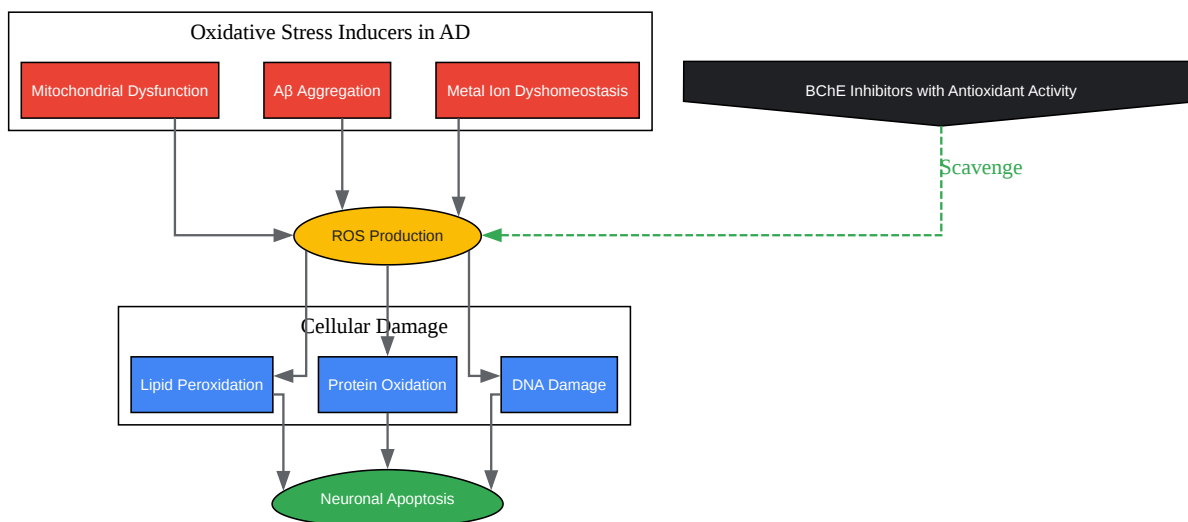 Oxidative Stress Inducers in AD
Mitochondrial Dysfunction
Aβ Aggregation
Metal Ion Dyshomeostasis
BChE Inhibitors with Antioxidant Activity
Scavenge
ROS Production
Cellular Damage
Lipid Peroxidation
Protein Oxidation
DNA Damage
Neuronal Apoptosis